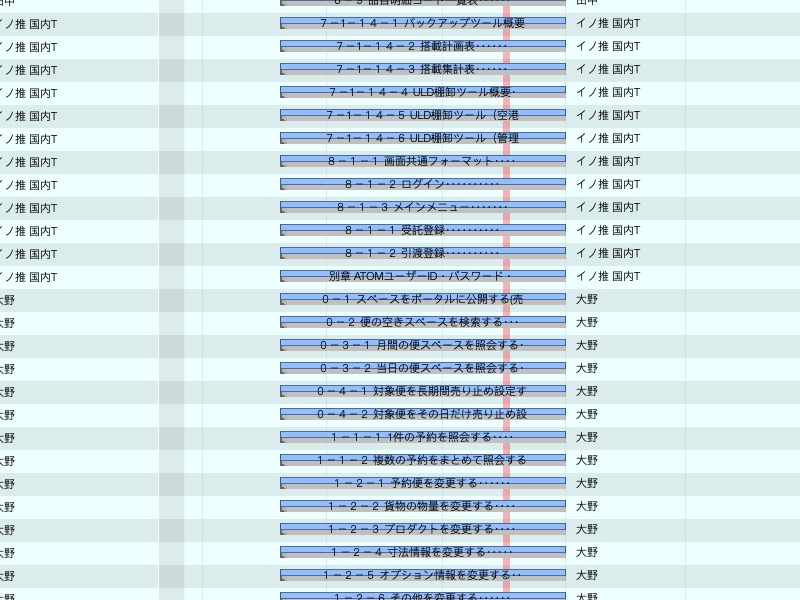 7－1－14－1 バックアップツール概要
イノ推 国内T
イノ推 国内T
7－1－14－2 搭載計画表･･････
イノ推 国内T
イノ推 国内T
7－1－14－3 搭載集計表･･････
イノ推 国内T
イノ推 国内T
7－1－14－4 ULD棚卸ツール概要･
イノ推 国内T
イノ推 国内T
7－1－14－5 ULD棚卸ツール（空港
イノ推 国内T
イノ推 国内T
7－1－14－6 ULD棚卸ツール（管理
イノ推 国内T
イノ推 国内T
8－1－1 画面共通フォーマット････
イノ推 国内T
イノ推 国内T
8－1－2 ログイン･･････････
イノ推 国内T
イノ推 国内T
8－1－3 メインメニュー･･･････
イノ推 国内T
イノ推 国内T
8－1－1 受託登録･･････････
イノ推 国内T
イノ推 国内T
8－1－2 引渡登録･･････････
イノ推 国内T
イノ推 国内T
別章 ATOMユーザーID・パスワード・
イノ推 国内T
イノ推 国内T
大野
0－1 スペースをポータルに公開する(売
大野
大野
0－2 便の空きスペースを検索する･･･
大野
大野
0－3－1 月間の便スペースを照会する･
大野
大野
0－3－2 当日の便スペースを照会する･
大野
大野
0－4－1 対象便を長期間売り止め設定す
大野
大野
0－4－2 対象便をその日だけ売り止め設
大野
大野
1－1－1 1件の予約を照会する････
大野
大野
1－1－2 複数の予約をまとめて照会する
大野
大野
1－2－1 予約便を変更する･･････
大野
大野
1－2－2 貨物の物量を変更する････
大野
大野
1－2－3 プロダクトを変更する････
大野
大野
1－2－4 寸法情報を変更する･････
大野
大野
1－2－5 オプション情報を変更する･･
大野
1－2－6 その他を変更する･･････